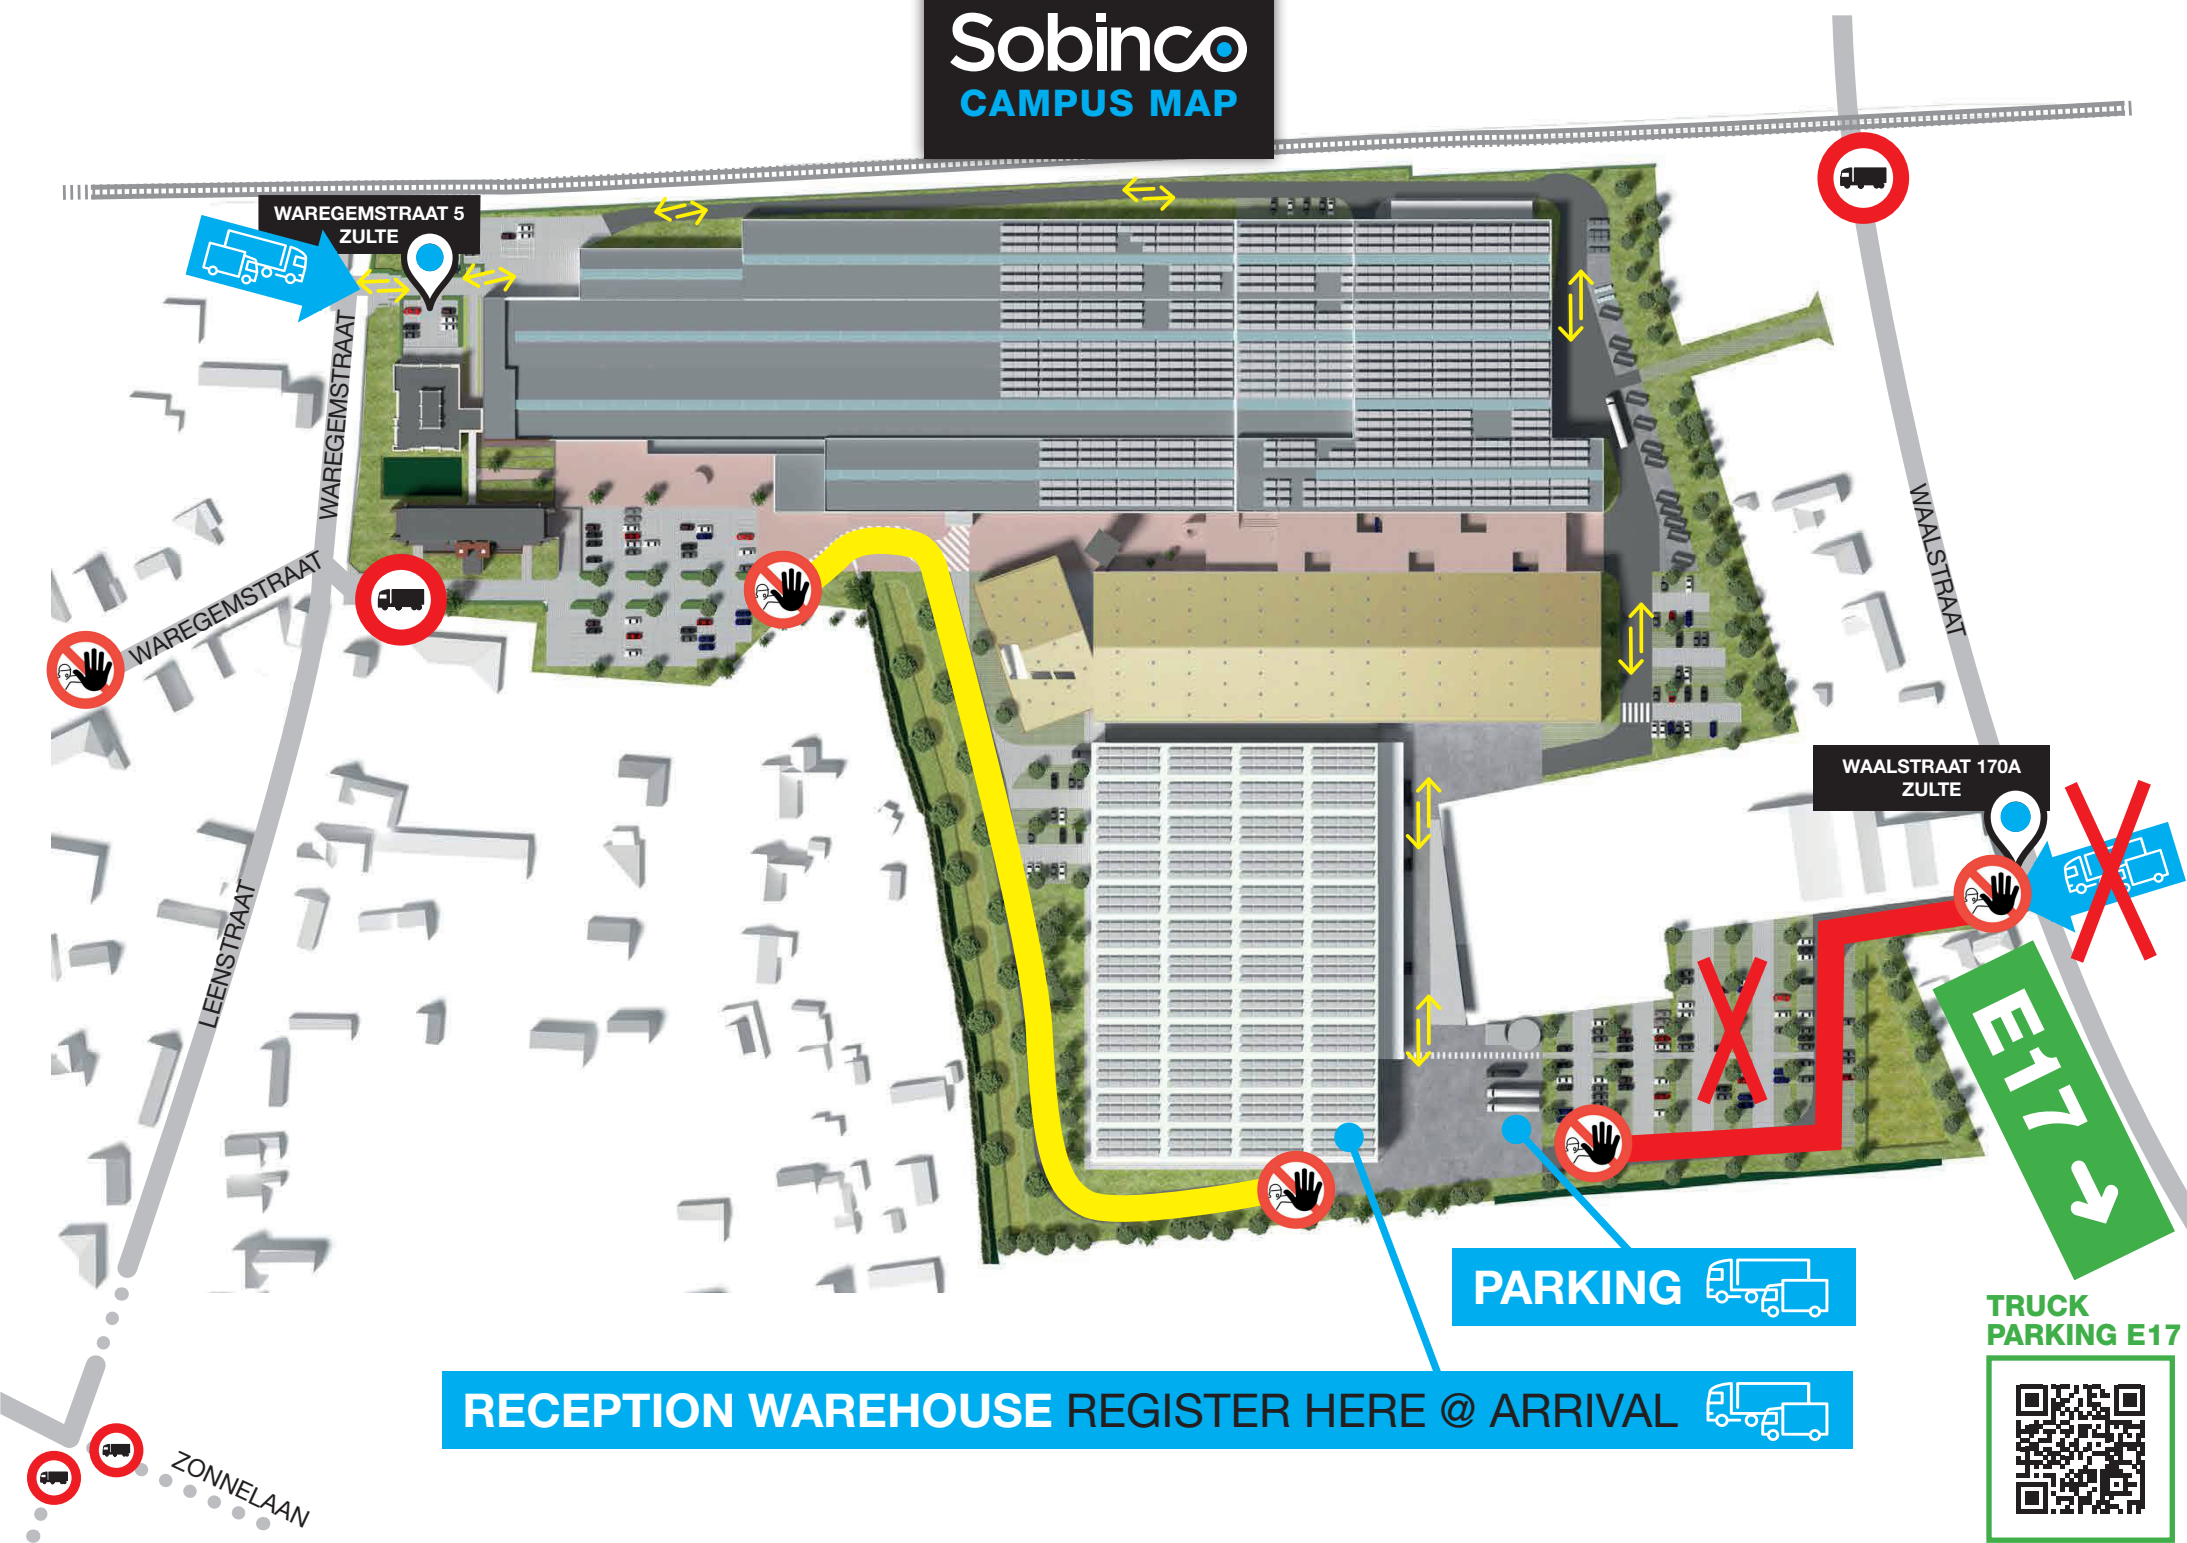 Sobinco
CAMPUS MAP
WAREGEMSTRAAT 5
ZULTE
WAREGEMSTRAAT
WAREGEMSTRAAT
WAALSTRAAT
WAALSTRAAT 170A
ZULTE
LEENSTRAAT
E17
PARKING
TRUCK
PARKING E17
RECEPTION WAREHOUSE REGISTER HERE @ ARRIVAL
ZONNELAAN